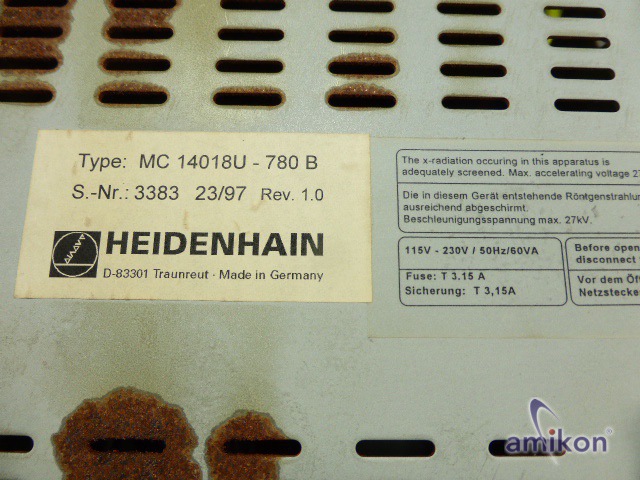 Type: MC 14018U - 780 B
S.-Nr.: 3383 23/97 Rev. 1.0
HEIDENHAIN
D-83301 Traunreut · Made in Germany
The x-radiation occuring in this apparatus is
adequately screened. Max. accelerating voltage
Die in diesem Gerät entstehende
ausreichend abgeschirmt.
Beschleunigungsspannung max. 27kV.
115V - 230V / 50Hz/60VA
Fuse: T 3.15 A
Sicherung: T 3,15A
Before open
disconnect
Vor dem Öf
Netzstecke
amikon